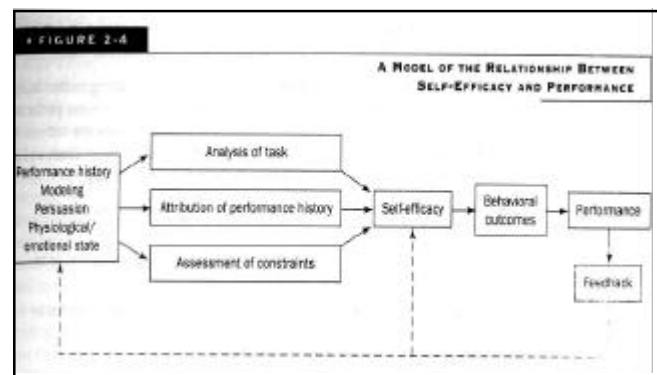 FIGURE 2-4
A MODEL OF THE RELATIONSHIP BETWEEN
SELF-EFFICACY AND PERFORMANCE
Performance history
Modeling
Persuasion
Physiological/
emotional state
Analysis of task
Attribution of performance history
Assessment of constraints
Self-efficacy
Behavioral
outcomes
Performance
Feedback